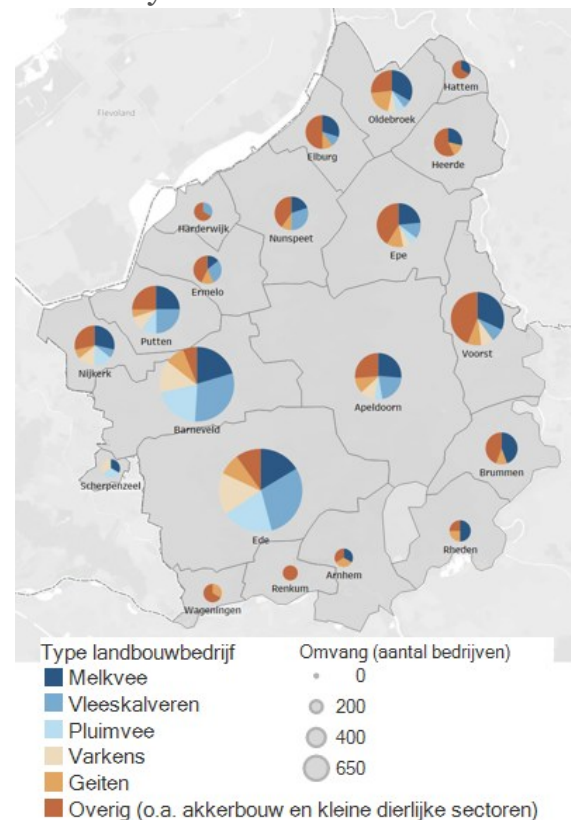 Flevoland
Hattem
Oldebroek
Elburg
Heerde
Harderwijk
Nunspeet
Epe
Ermelo
Putten
Voorst
Nijkerk
Apeldoorn
Barneveld
Brummen
Scherpenzeel
Ede
Rheden
Arnhem
Renkum
Wageningen
Type landbouwbedrijf
Melkvee
Vleeskalveren
Pluimvee
Varkens
Geiten
Overig (o.a. akkerbouw en kleine dierlijke sectoren)
Omvang (aantal bedrijven)
0
200
400
650